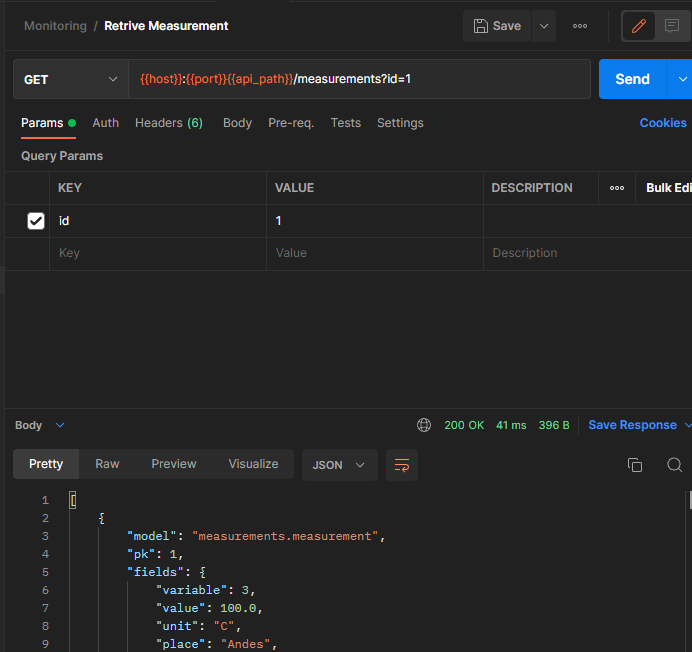 Monitoring / Retrive Measurement Save
GET {{host}}:{{port}}{{api_path}}/measurements?id=1 Send
Params Auth Headers (6) Body Pre-req. Tests Settings Cookies
Query Params
KEY VALUE DESCRIPTION Bulk Edi
id 1
Key Value Description
Body 200 OK 41 ms 396 B Save Response
Pretty Raw Preview Visualize JSON
1 [
2 {
3 "model": "measurements.measurement",
4 "pk": 1,
5 "fields": {
6 "variable": 3,
7 "value": 100.0,
8 "unit": "C",
9 "place": "Andes",